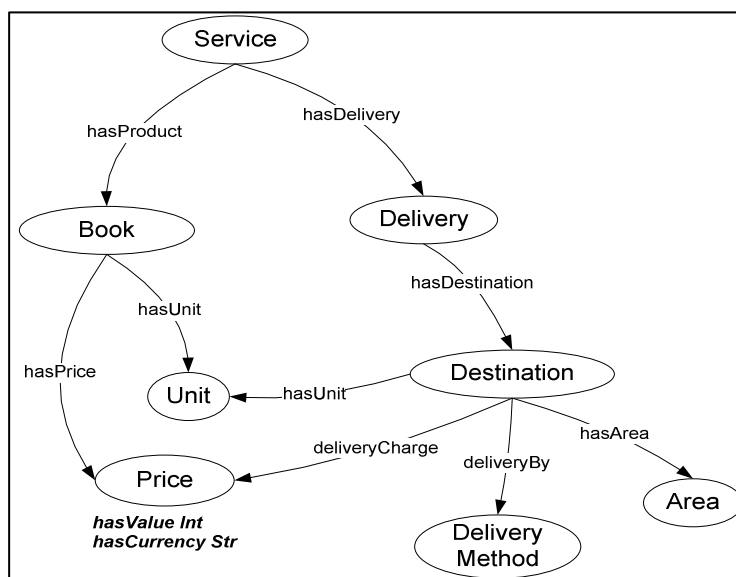 Service
hasProduct
hasDelivery
Book
Delivery
hasDestination
hasUnit
hasPrice
Unit
hasUnit
Destination
deliveryCharge
hasArea
deliveryBy
Price
Area
hasValue Int
hasCurrency Str
Delivery
Method